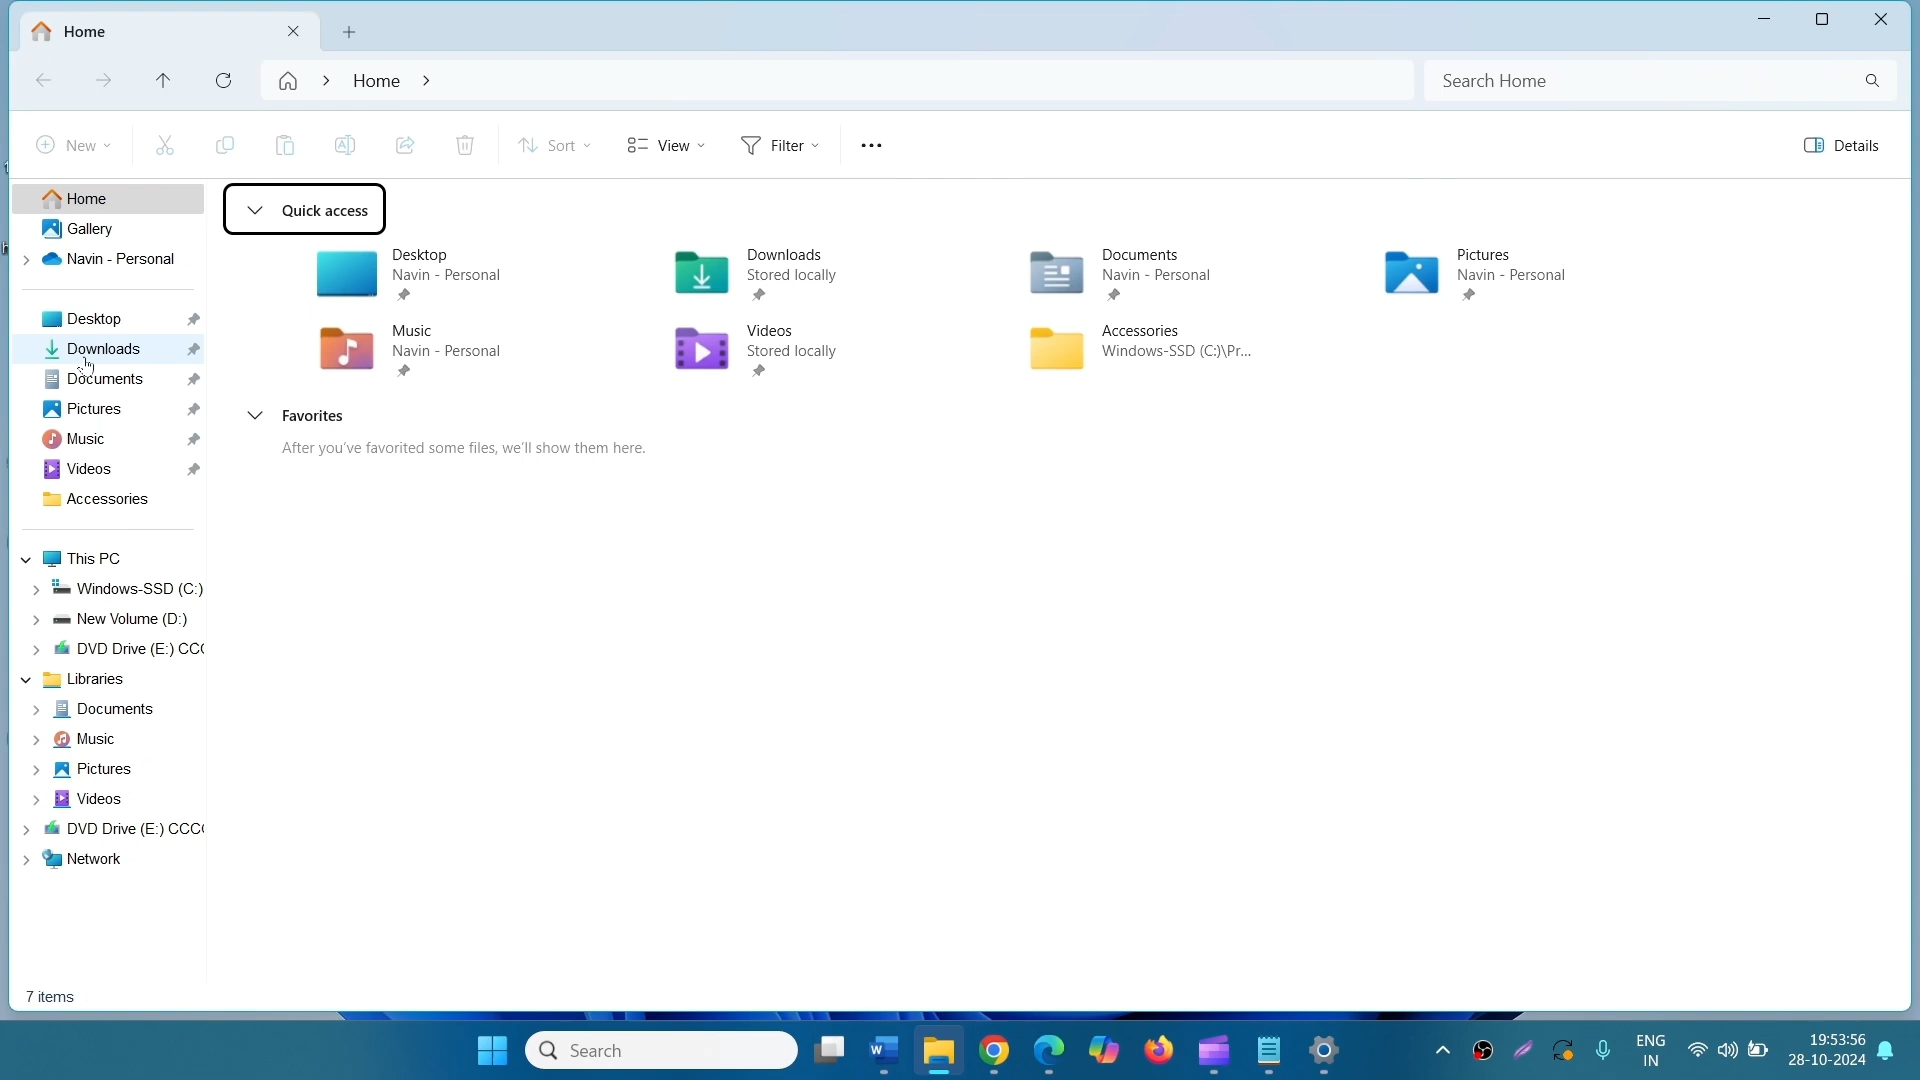 Home
Home
Search Home
New
Sort
View
Filter
Details
Home
Gallery
Navin - Personal
Desktop
Downloads
Documents
Pictures
Music
Videos
Accessories
This PC
Windows-SSD (C:)
New Volume (D:)
DVD Drive (E:) CCC
Libraries
Documents
Music
Pictures
Videos
DVD Drive (E:) CCC
Network
7 items
Quick access
Desktop
Navin - Personal
Downloads
Stored locally
Documents
Navin - Personal
Pictures
Navin - Personal
Music
Navin - Personal
Videos
Stored locally
Accessories
Windows-SSD (C:)\Pr...
Favorites
After you've favorited some files, we'll show them here.
Search
ENG
IN
19:53:56
28-10-2024